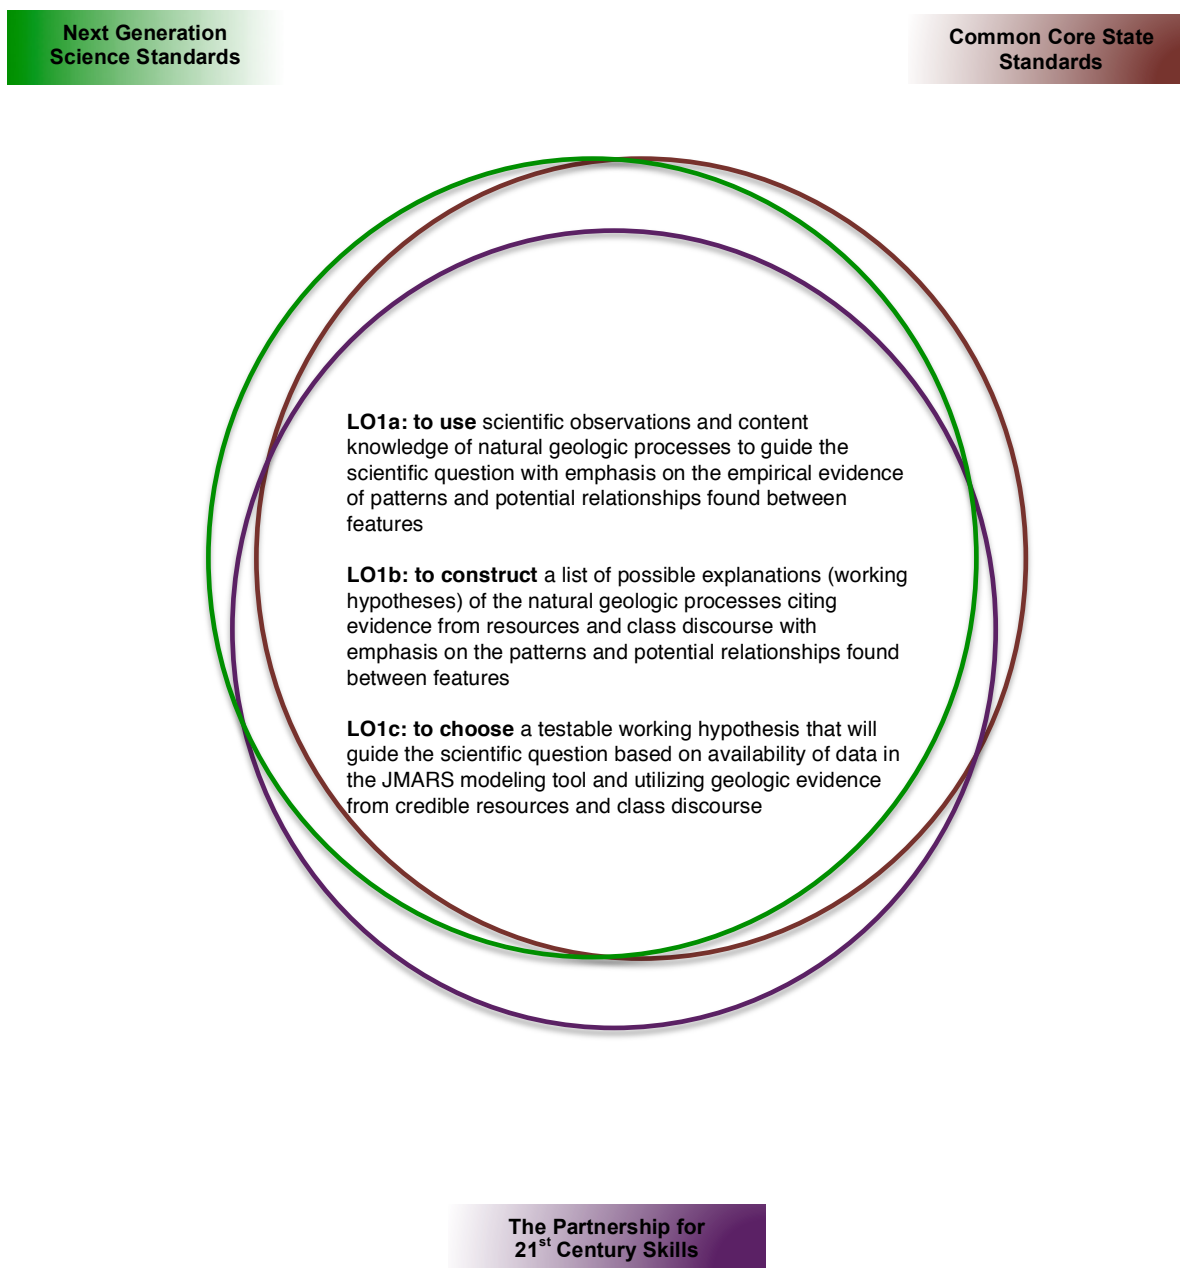 Next Generation
Science Standards
Common Core State
Standards
LO1a: to use scientific observations and content
knowledge of natural geologic processes to guide the
scientific question with emphasis on the empirical evidence
of patterns and potential relationships found between
features
LO1b: to construct a list of possible explanations (working
hypotheses) of the natural geologic processes citing
evidence from resources and class discourse with
emphasis on the patterns and potential relationships found
between features
LO1c: to choose a testable working hypothesis that will
guide the scientific question based on availability of data in
the JMARS modeling tool and utilizing geologic evidence
from credible resources and class discourse
The Partnership for
21st Century Skills